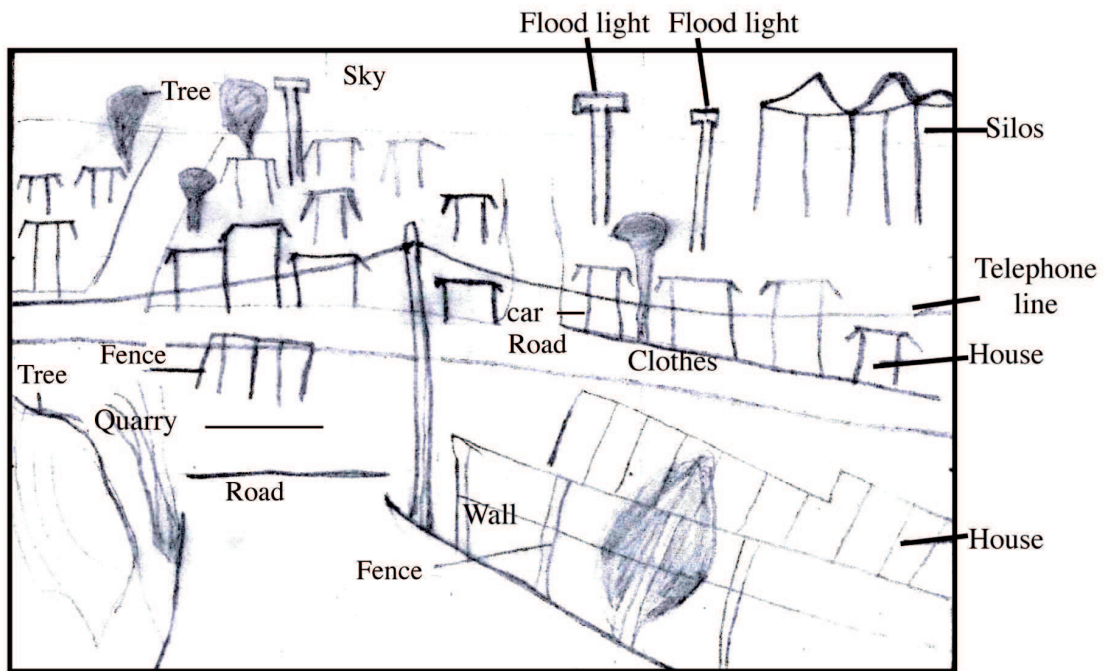 Flood light Flood light
Sky
Tree
Silos
Telephone
line
car
Road
Fence
Clothes
House
Tree
Quarry
Road
Wall
House
Fence